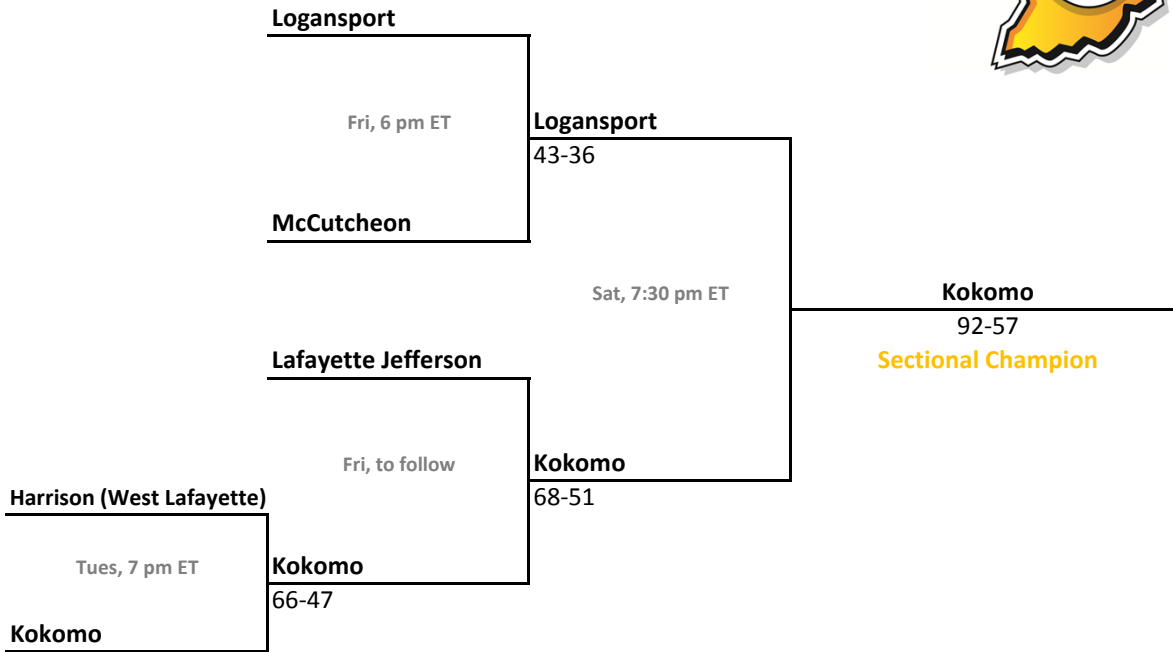 Logansport
Fri, 6 pm ET
Logansport
43-36
McCutcheon
Sat, 7:30 pm ET
Kokomo
92-57
Sectional Champion
Lafayette Jefferson
Fri, to follow
Kokomo
68-51
Harrison (West Lafayette)
Tues, 7 pm ET
Kokomo
66-47
Kokomo